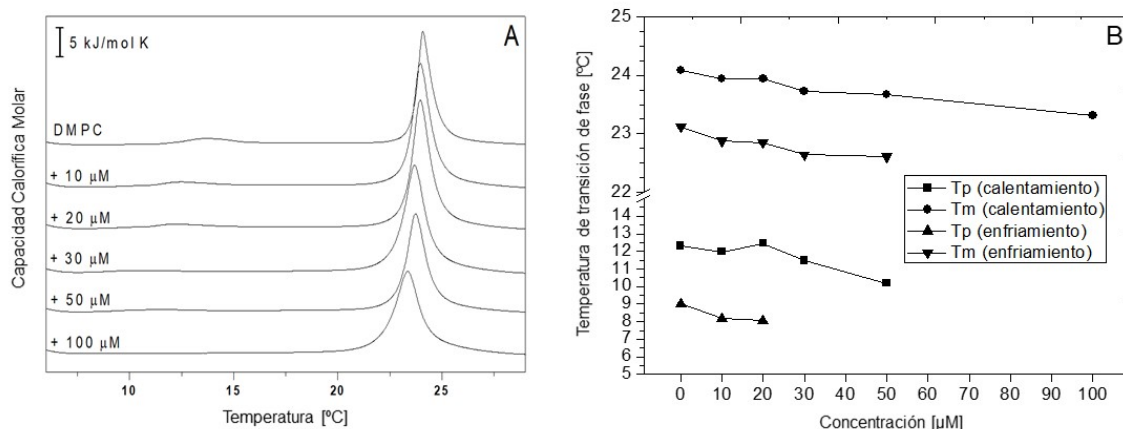 A
5 kJ/mol K
Capacidad Calorífica Molar
DMPC
+ 10 µM
+ 20 µM
+ 30 µM
+ 50 µM
+ 100 µM
10 15 20 25
Temperatura [ºC]
B
Temperatura de transición de fase [ºC]
25
24
23
22
15
14
13
12
11
10
9
8
7
6
5
Tp (calentamiento)
Tm (calentamiento)
Tp (enfriamiento)
Tm (enfriamiento)
0 10 20 30 40 50 60 70 80 90 100
Concentración [µM]